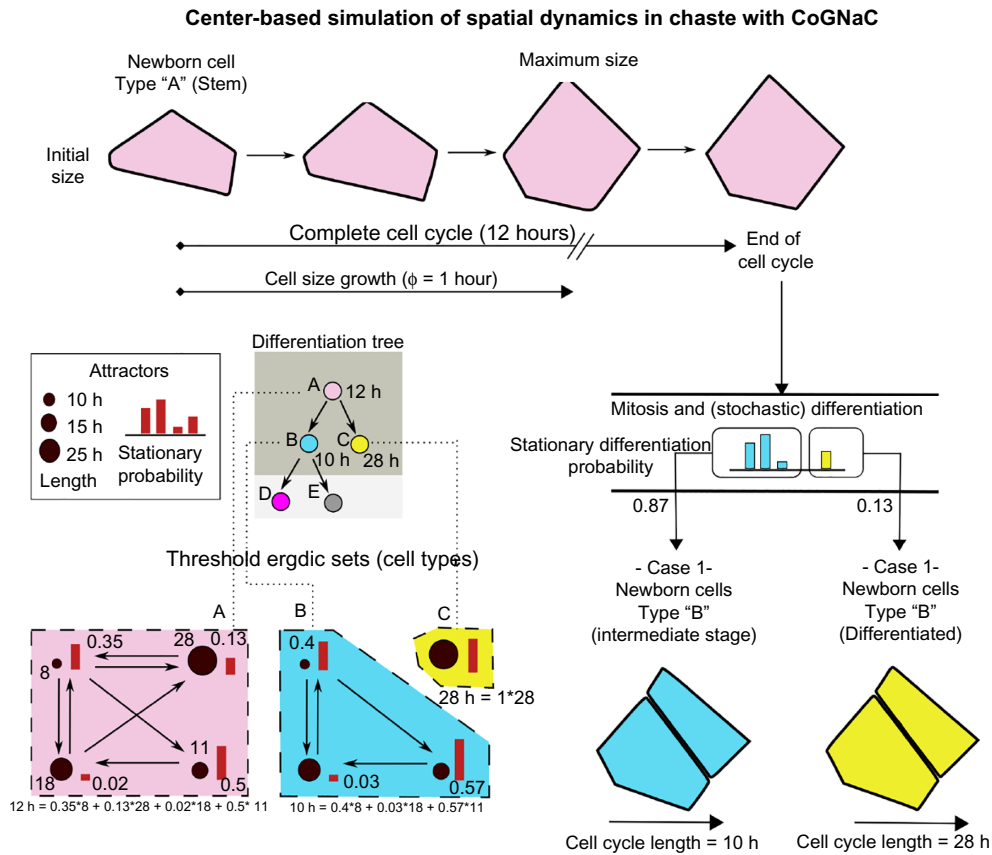 Center-based simulation of spatial dynamics in chaste with CoGNaC
Newborn cell
Type “A” (Stem)
Maximum size
Initial
size
Complete cell cycle (12 hours)
End of
cell cycle
Cell size growth (ϕ = 1 hour)
Differentiation tree
Attractors
10 h
15 h
25 h
Length
Stationary
probability
A
12 h
B
C
10 h
28 h
D
E
Mitosis and (stochastic) differentiation
Stationary differentiation
probability
0.87
0.13
Threshold ergdic sets (cell types)
- Case 1-
Newborn cells
Type “B”
(intermediate stage)
- Case 1-
Newborn cells
Type “B”
(Differentiated)
A
B
C
0.35
28
0.13
8
18
0.02
11
0.5
0.4
0.03
0.57
28 h = 1*28
12 h = 0.35*8 + 0.13*28 + 0.02*18 + 0.5* 11
10 h = 0.4*8 + 0.03*18 + 0.57*11
Cell cycle length = 10 h
Cell cycle length = 28 h